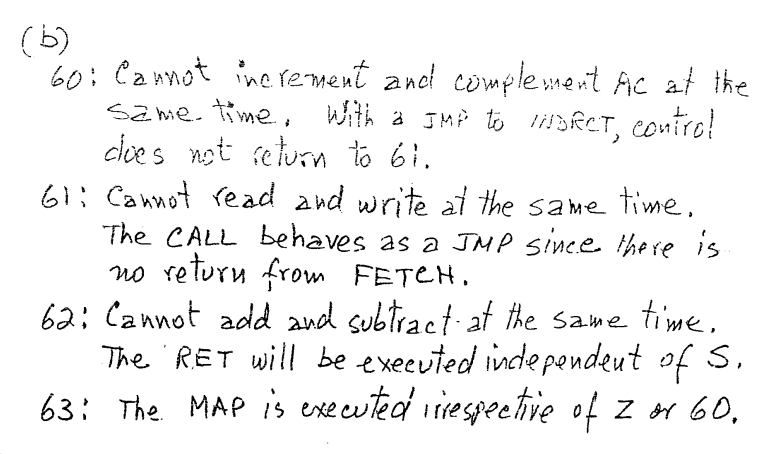 (b)
60: Cannot increment and complement AC at the
same time. With a JMP to INDRCT, control
does not return to 61.
61: Cannot read and write at the same time.
The CALL behaves as a JMP since there is
no return from FETCH.
62: Cannot add and subtract at the same time.
The RET will be executed independent of S.
63: The MAP is executed irrespective of Z or 60.